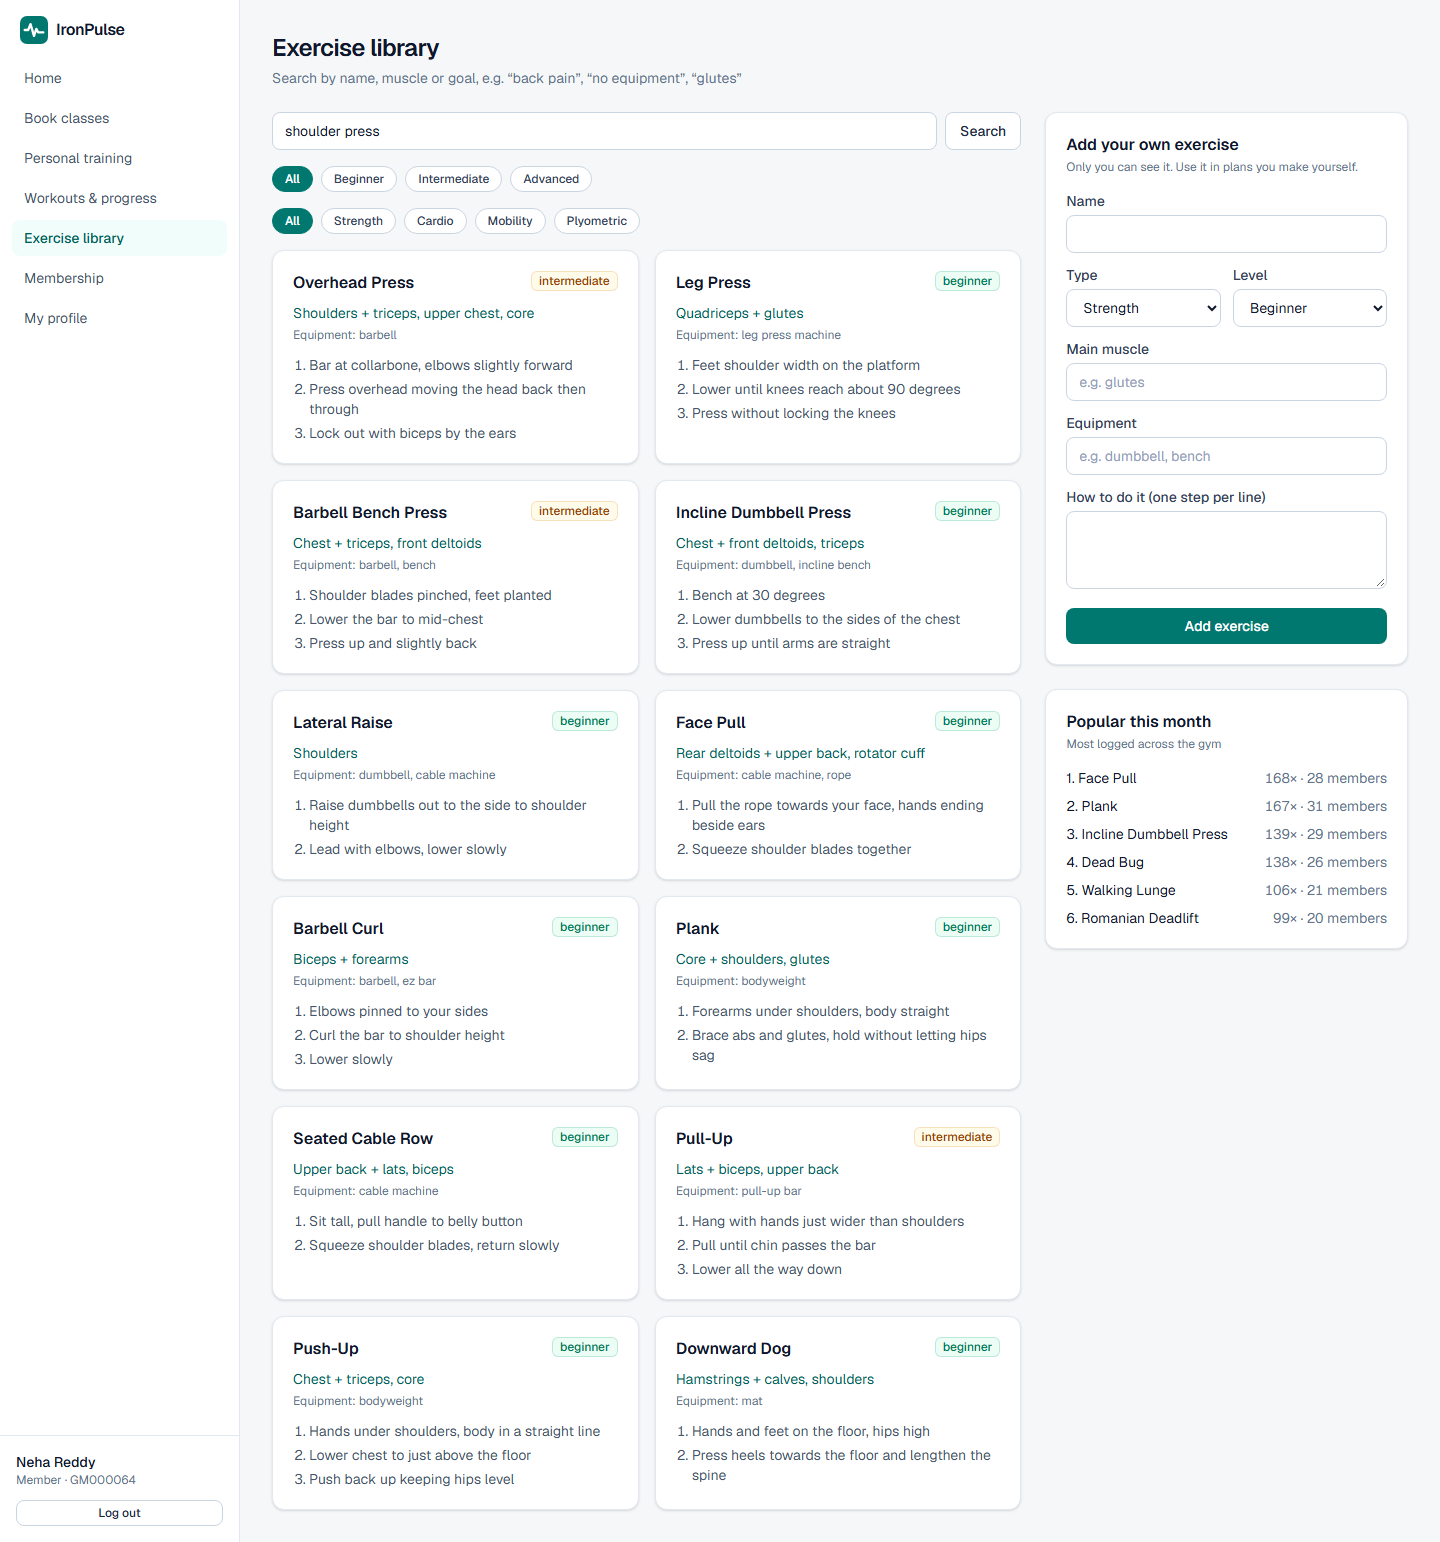 IronPulse
Home
Book classes
Personal training
Workouts & progress
Exercise library
Membership
My profile
Neha Reddy
Member · GM000064
Log out
Exercise library
Search by name, muscle or goal, e.g. “back pain”, “no equipment”, “glutes”
shoulder press
Search
All
Beginner
Intermediate
Advanced
All
Strength
Cardio
Mobility
Plyometric
Overhead Press
intermediate
Shoulders + triceps, upper chest, core
Equipment: barbell
1. Bar at collarbone, elbows slightly forward
2. Press overhead moving the head back then
through
3. Lock out with biceps by the ears
Leg Press
beginner
Quadriceps + glutes
Equipment: leg press machine
1. Feet shoulder width on the platform
2. Lower until knees reach about 90 degrees
3. Press without locking the knees
Barbell Bench Press
intermediate
Chest + triceps, front deltoids
Equipment: barbell, bench
1. Shoulder blades pinched, feet planted
2. Lower the bar to mid-chest
3. Press up and slightly back
Incline Dumbbell Press
beginner
Chest + front deltoids, triceps
Equipment: dumbbell, incline bench
1. Bench at 30 degrees
2. Lower dumbbells to the sides of the chest
3. Press up until arms are straight
Lateral Raise
beginner
Shoulders
Equipment: dumbbell, cable machine
1. Raise dumbbells out to the side to shoulder
height
2. Lead with elbows, lower slowly
Face Pull
beginner
Rear deltoids + upper back, rotator cuff
Equipment: cable machine, rope
1. Pull the rope towards your face, hands ending
beside ears
2. Squeeze shoulder blades together
Barbell Curl
beginner
Biceps + forearms
Equipment: barbell, ez bar
1. Elbows pinned to your sides
2. Curl the bar to shoulder height
3. Lower slowly
Plank
beginner
Core + shoulders, glutes
Equipment: bodyweight
1. Forearms under shoulders, body straight
2. Brace abs and glutes, hold without letting hips
sag
Seated Cable Row
beginner
Upper back + lats, biceps
Equipment: cable machine
1. Sit tall, pull handle to belly button
2. Squeeze shoulder blades, return slowly
Pull-Up
intermediate
Lats + biceps, upper back
Equipment: pull-up bar
1. Hang with hands just wider than shoulders
2. Pull until chin passes the bar
3. Lower all the way down
Push-Up
beginner
Chest + triceps, core
Equipment: bodyweight
1. Hands under shoulders, body in a straight line
2. Lower chest to just above the floor
3. Push back up keeping hips level
Downward Dog
beginner
Hamstrings + calves, shoulders
Equipment: mat
1. Hands and feet on the floor, hips high
2. Press heels towards the floor and lengthen the
spine
Add your own exercise
Only you can see it. Use it in plans you make yourself.
Name
Type
Level
Strength
Beginner
Main muscle
e.g. glutes
Equipment
e.g. dumbbell, bench
How to do it (one step per line)
Add exercise
Popular this month
Most logged across the gym
1. Face Pull 168× · 28 members
2. Plank 167× · 31 members
3. Incline Dumbbell Press 139× · 29 members
4. Dead Bug 138× · 26 members
5. Walking Lunge 106× · 21 members
6. Romanian Deadlift 99× · 20 members